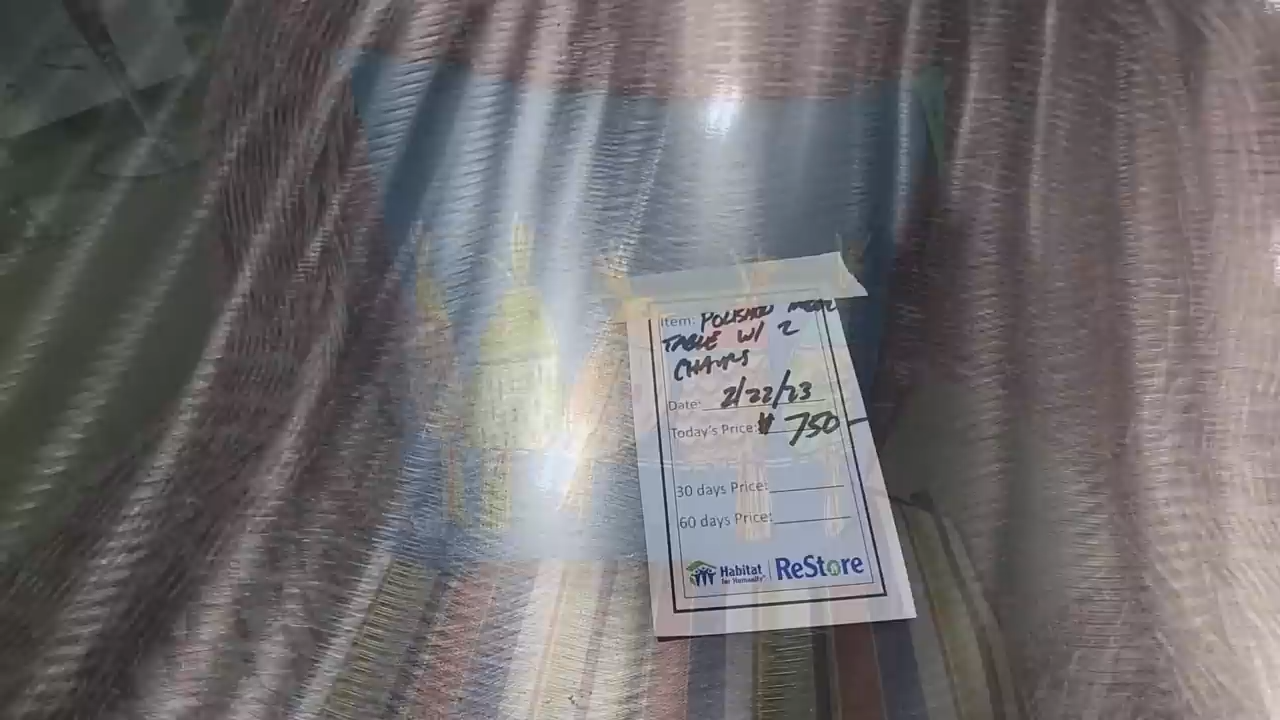 Item: POLISHED METAL
TABLE W/ 2
CHAIRS
Date: 2/22/23
Today's Price: $ 750-
30 days Price:
60 days Price:
Habitat
for Humanity®
ReStore